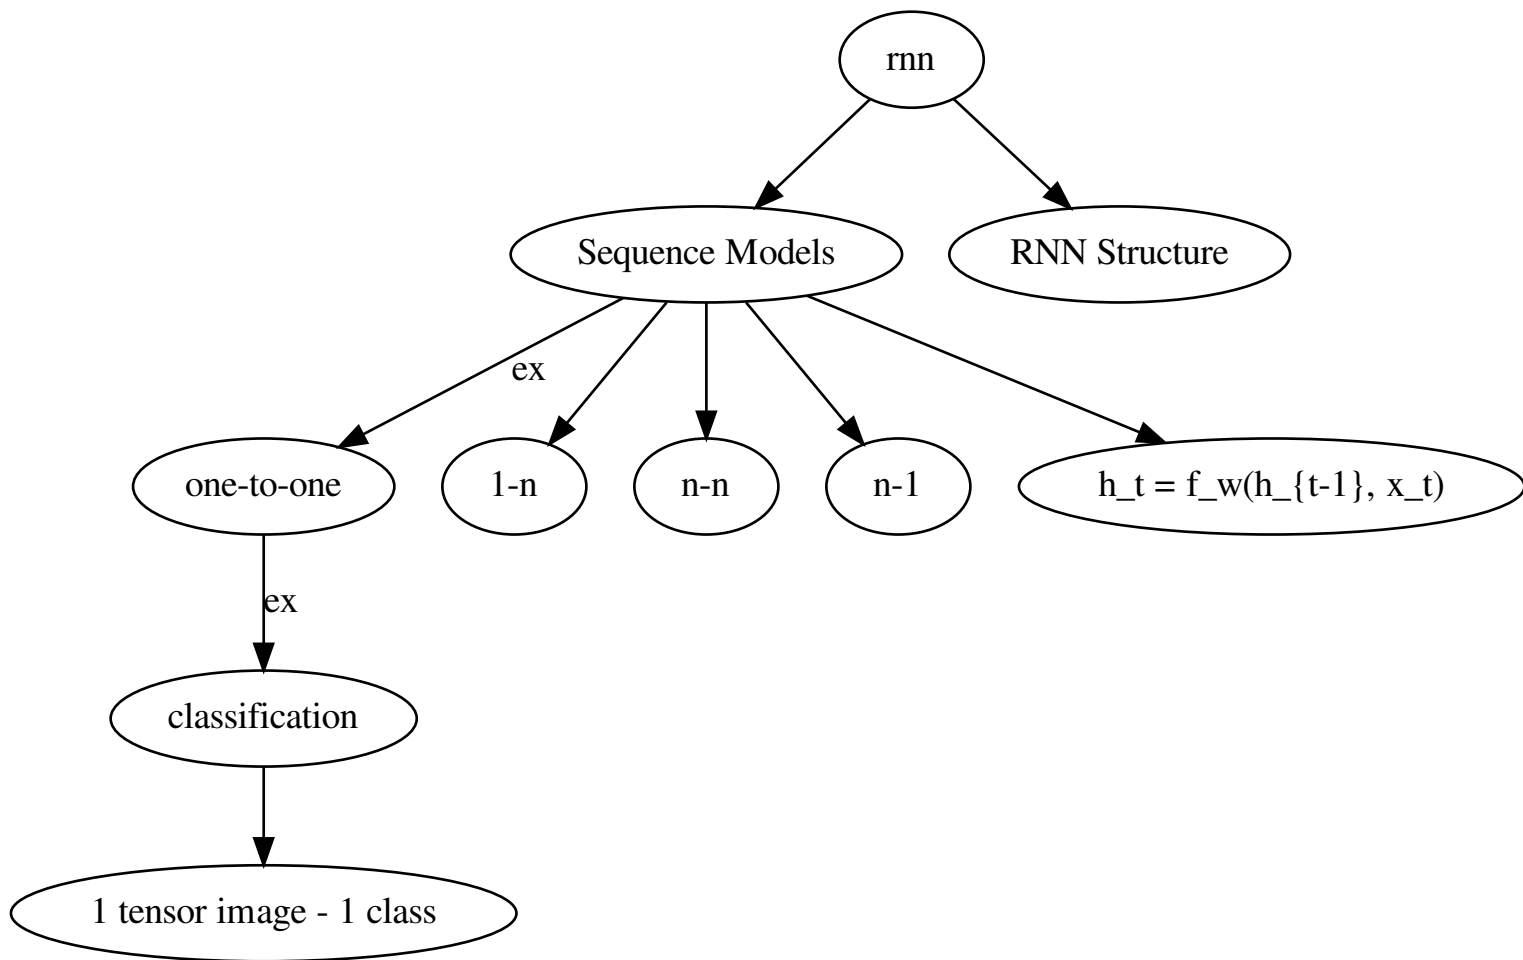 rnn
Sequence Models
RNN Structure
ex
one-to-one
1-n
n-n
n-1
h_t = f_w(h_{t-1}, x_t)
ex
classification
1 tensor image - 1 class